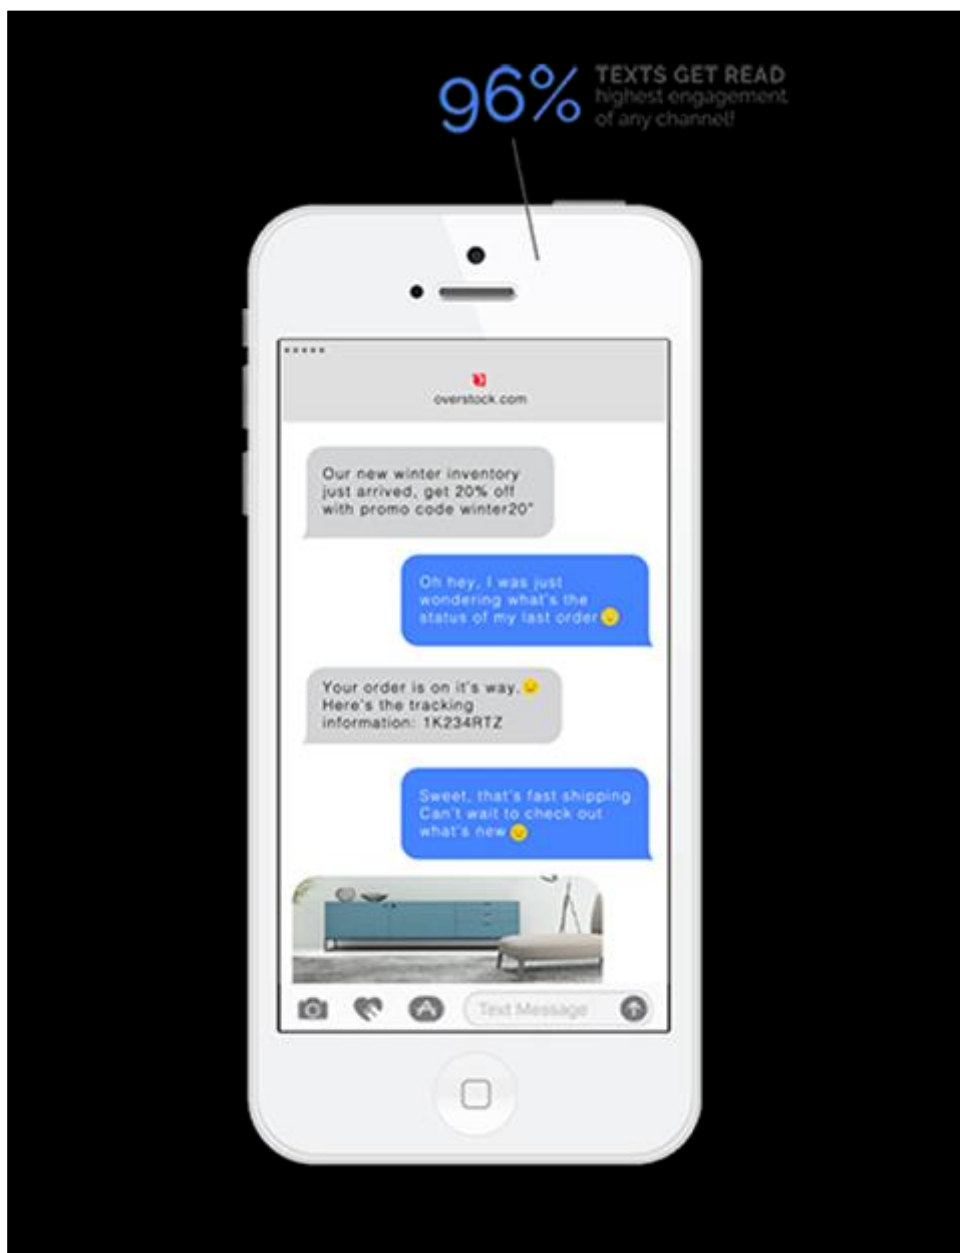 96%
TEXTS GET READ
highest engagement
of any channel!
overstock.com
Our new winter inventory
just arrived, get 20% off
with promo code winter20"
Oh hey, I was just
wondering what's the
status of my last order
Your order is on it's way.
Here's the tracking
information: 1K234RTZ
Sweet, that's fast shipping
Can't wait to check out
what's new
Text Message